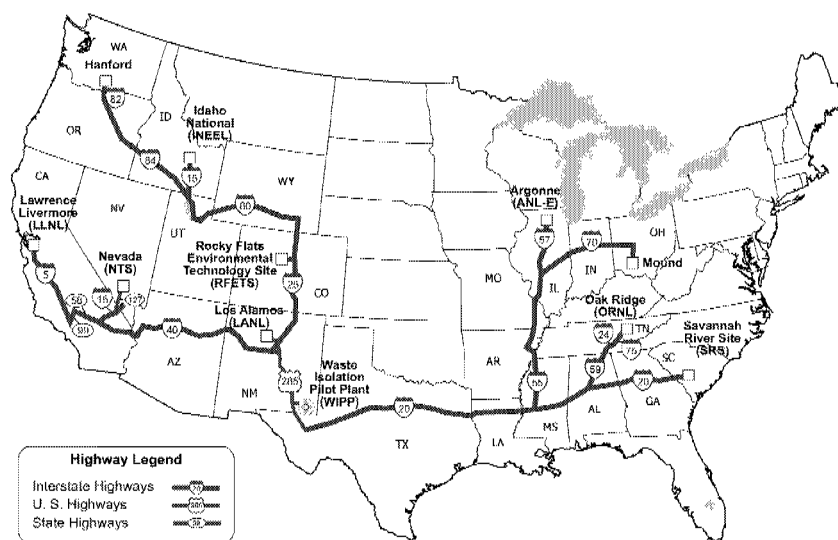 WA
Hanford
82
OR
ID
Idaho
National
(INEEL)
84
15
WY
80
CA
Lawrence
Livermore
(LLNL)
NV
UT
Nevada
(NTS)
Rocky Flats
Environmental
Technology Site
(RFETS)
25
CO
5
58
15
127
99
Los Alamos
(LANL)
40
AZ
NM
285
Waste
Isolation
Pilot Plant
(WIPP)
20
TX
Argonne
(ANL-E)
57
70
OH
Mound
MO
IL
IN
Oak Ridge
(ORNL)
24
TN
75
Savannah
River Site
(SRS)
SC
AR
55
59
20
GA
AL
MS
LA
Highway Legend
Interstate Highways
U. S. Highways
State Highways